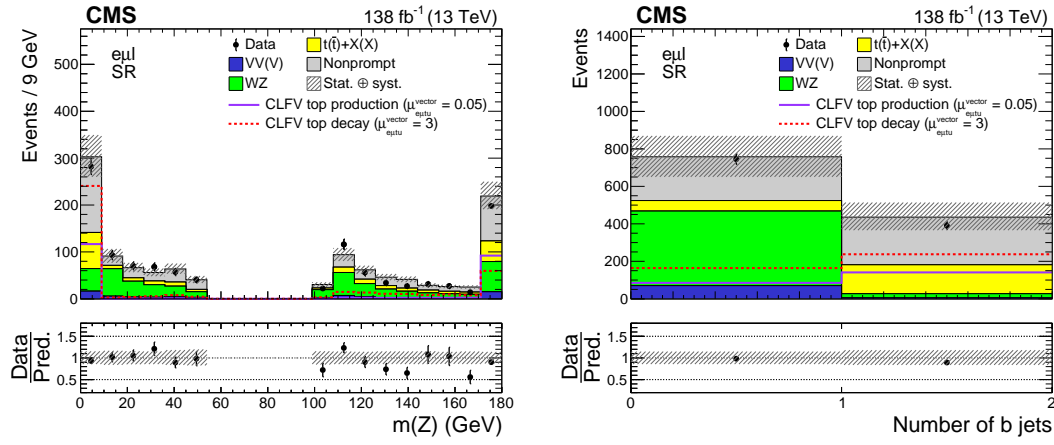 CMS 138 fb⁻¹ (13 TeV)
eμl
SR
Data
t(t̄)+X(X)
VV(V)
Nonprompt
WZ
Stat. ⊕ syst.
CLFV top production (μ^vector_eμtu = 0.05)
CLFV top decay (μ^vector_eμtu = 3)
Events / 9 GeV
500
400
300
200
100
0
Data
Pred.
1.5
1
0.5
0 20 40 60 80 100 120 140 160 180
m(Z) (GeV)
CMS 138 fb⁻¹ (13 TeV)
eμl
SR
Data
t(t̄)+X(X)
VV(V)
Nonprompt
WZ
Stat. ⊕ syst.
CLFV top production (μ^vector_eμtu = 0.05)
CLFV top decay (μ^vector_eμtu = 3)
Events
1400
1200
1000
800
600
400
200
0
Data
Pred.
1.5
1
0.5
0 1 2
Number of b jets